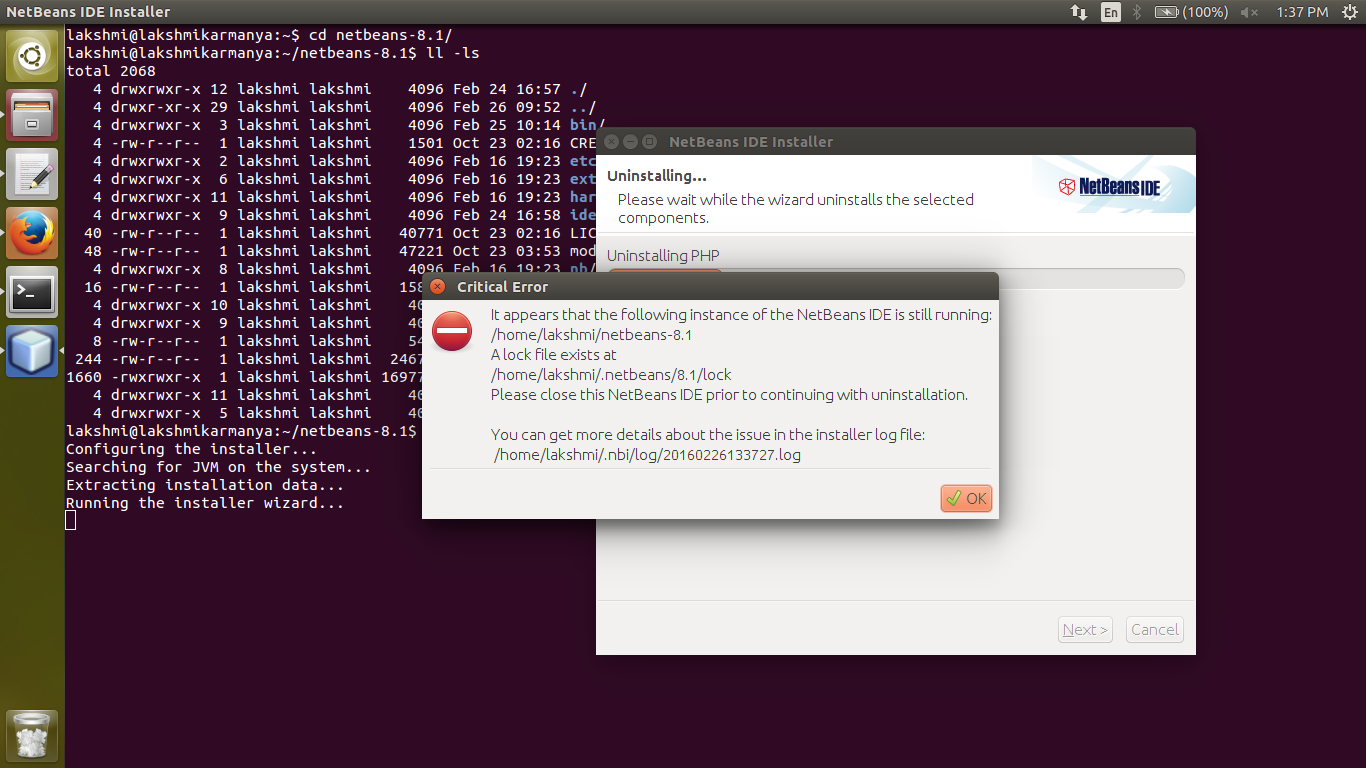 NetBeans IDE Installer
En
(100%)
1:37 PM
lakshmi@lakshmikarmanya:~$ cd netbeans-8.1/
lakshmi@lakshmikarmanya:~/netbeans-8.1$ ll -ls
total 2068
4 drwxrwxr-x 12 lakshmi lakshmi 4096 Feb 24 16:57 ./
4 drwxr-xr-x 29 lakshmi lakshmi 4096 Feb 26 09:52 ../
4 drwxrwxr-x 3 lakshmi lakshmi 4096 Feb 25 10:14 bin/
4 -rw-r--r-- 1 lakshmi lakshmi 1501 Oct 23 02:16 CRE
4 drwxrwxr-x 2 lakshmi lakshmi 4096 Feb 16 19:23 etc
4 drwxrwxr-x 6 lakshmi lakshmi 4096 Feb 16 19:23 ext
4 drwxrwxr-x 11 lakshmi lakshmi 4096 Feb 16 19:23 har
4 drwxrwxr-x 9 lakshmi lakshmi 4096 Feb 24 16:58 ide
40 -rw-r--r-- 1 lakshmi lakshmi 40771 Oct 23 02:16 LIC
48 -rw-r--r-- 1 lakshmi lakshmi 47221 Oct 23 03:53 mod
4 drwxrwxr-x 8 lakshmi lakshmi 4096 Feb 16 19:23 nb/
16 -rw-r--r-- 1 lakshmi lakshmi 158
4 drwxrwxr-x 10 lakshmi lakshmi 40
4 drwxrwxr-x 9 lakshmi lakshmi 40
8 -rw-r--r-- 1 lakshmi lakshmi 54
244 -rw-r--r-- 1 lakshmi lakshmi 2467
1660 -rwxrwxr-x 1 lakshmi lakshmi 16977
4 drwxrwxr-x 11 lakshmi lakshmi 40
4 drwxrwxr-x 5 lakshmi lakshmi 40
lakshmi@lakshmikarmanya:~/netbeans-8.1$
Configuring the installer...
Searching for JVM on the system...
Extracting installation data...
Running the installer wizard...
NetBeans IDE Installer
Uninstalling...
Please wait while the wizard uninstalls the selected
components.
NetBeans IDE
Uninstalling PHP
Critical Error
It appears that the following instance of the NetBeans IDE is still running:
/home/lakshmi/netbeans-8.1
A lock file exists at
/home/lakshmi/.netbeans/8.1/lock
Please close this NetBeans IDE prior to continuing with uninstallation.
You can get more details about the issue in the installer log file:
/home/lakshmi/.nbi/log/20160226133727.log
OK
Next >
Cancel